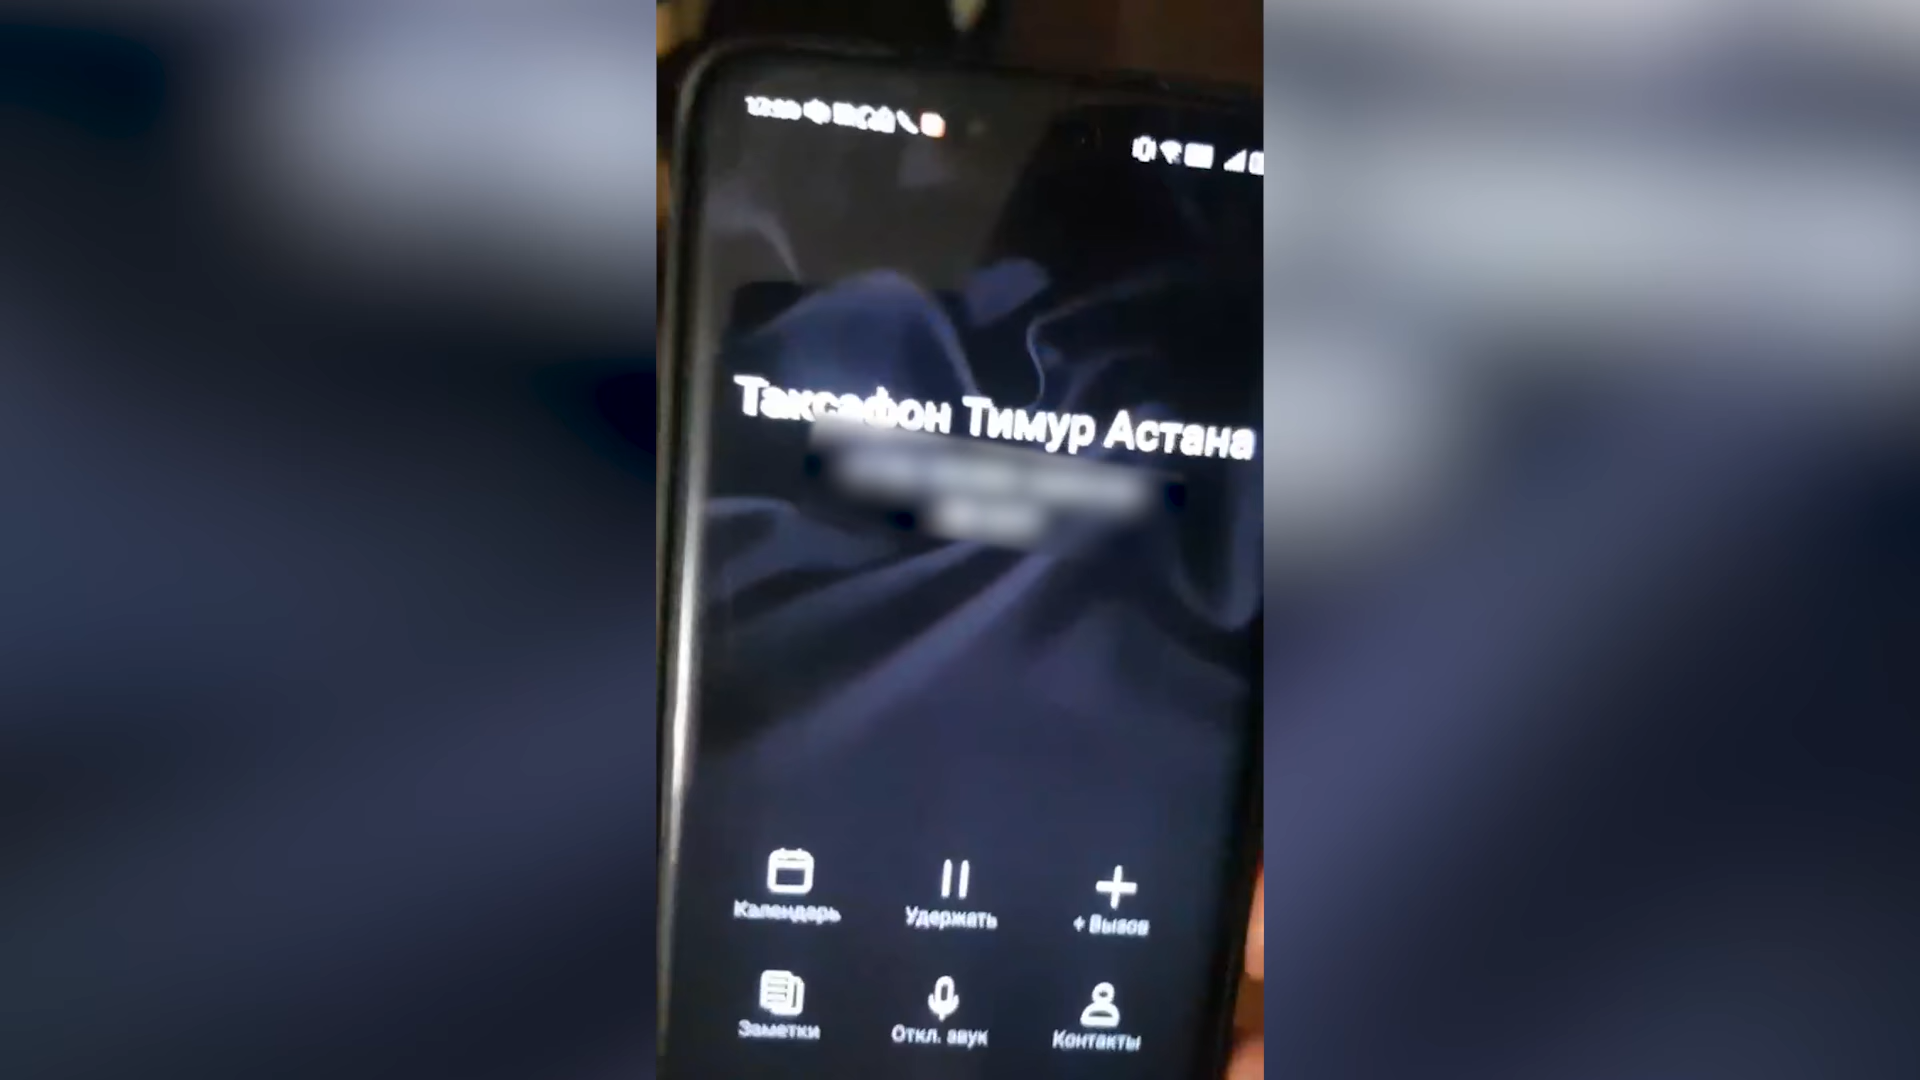 Таксафон Тимур Астана
Календарь
Удержать
+ Вызов
Заметки
Откл. звук
Контакты